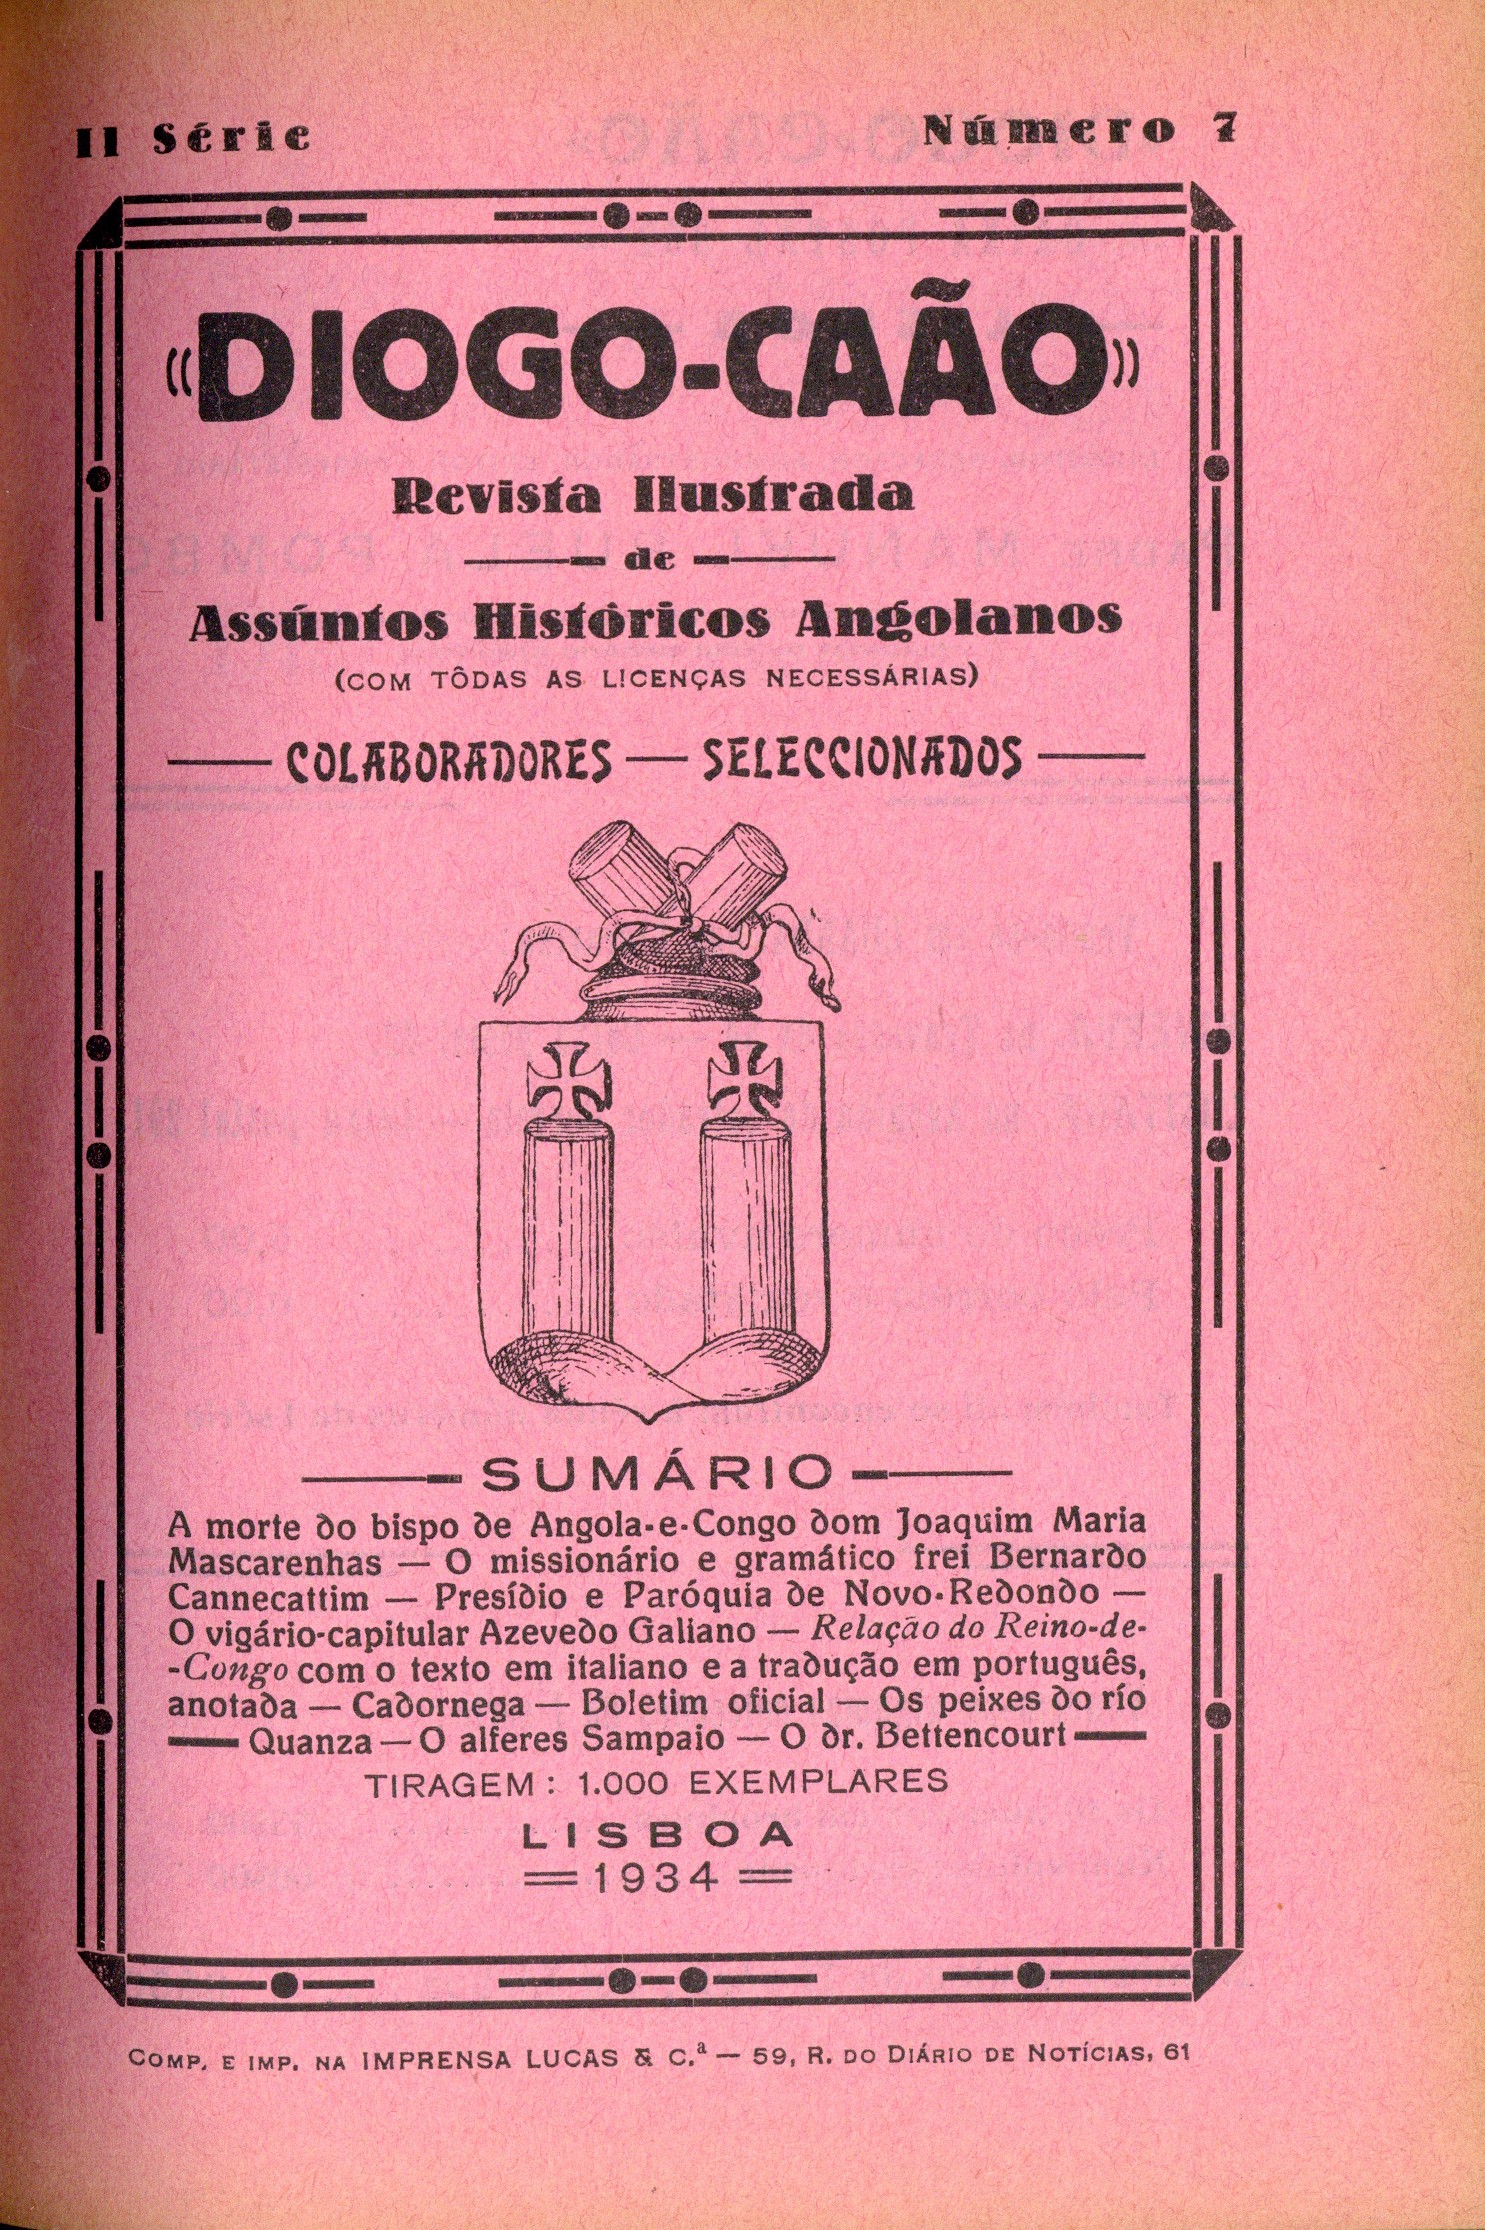 II Série
Número 7
«DIOGO-CAÃO»
Revista Ilustrada
de
Assúntos Históricos Angolanos
(COM TÔDAS AS LICENÇAS NECESSÁRIAS)
COLABORADORES — SELECCIONADOS
SUMÁRIO
A morte do bispo de Angola-e-Congo dom Joaquim Maria
Mascarenhas — O missionário e gramático frei Bernardo
Cannecattim — Presídio e Paróquia de Novo-Redondo —
O vigário-capitular Azevedo Galiano — Relação do Reino-de-
-Congo com o texto em italiano e a tradução em português,
anotada — Cadornega — Boletim oficial — Os peixes do río
Quanza — O alferes Sampaio — O dr. Bettencourt
TIRAGEM: 1.000 EXEMPLARES
LISBOA
1934
COMP. E IMP. NA IMPRENSA LUCAS & C.ª — 59, R. DO DIÁRIO DE NOTÍCIAS, 61